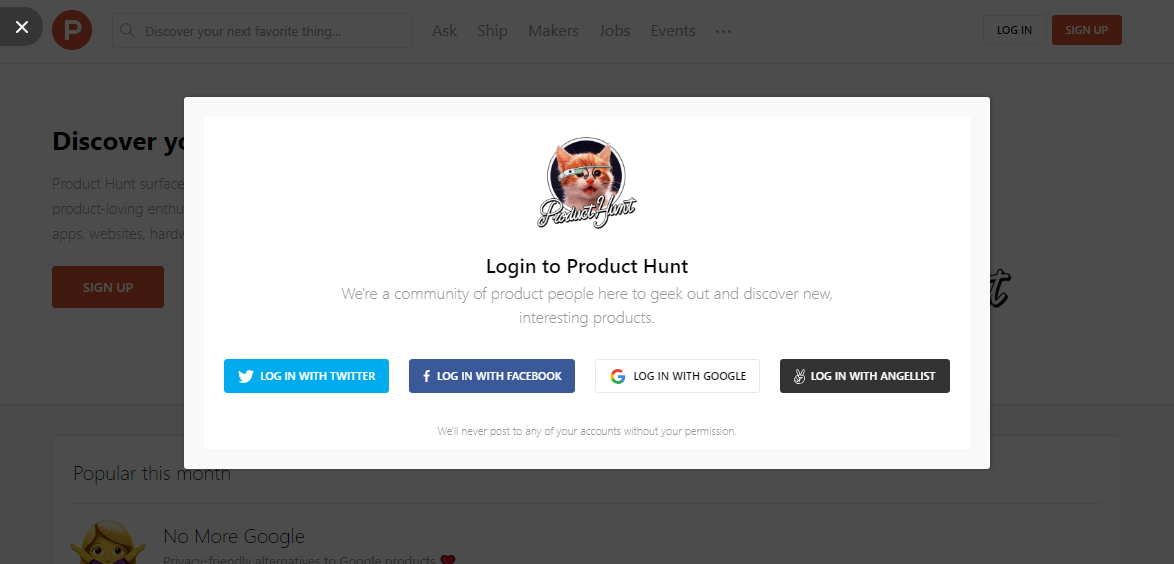 P
Discover your next favorite thing...
Ask
Ship
Makers
Jobs
Events
LOG IN
SIGN UP
Discover yo
Product Hunt surface
product-loving enthu
apps, websites, hardw
SIGN UP
Product Hunt
Login to Product Hunt
We're a community of product people here to geek out and discover new,
interesting products.
LOG IN WITH TWITTER
LOG IN WITH FACEBOOK
LOG IN WITH GOOGLE
LOG IN WITH ANGELLIST
We'll never post to any of your accounts without your permission.
Popular this month
No More Google
Privacy-friendly alternatives to Google products